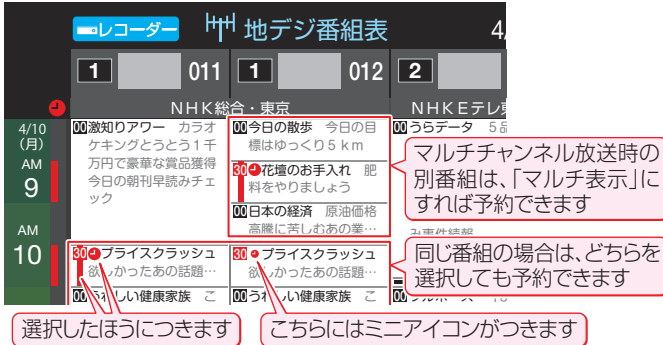 レコーダー 地デジ番組表 4/
1 011 1 012 2
NHK総合・東京 NHKEテレ東
4/10
(月)
AM
9
00激知りアワー カラオ
ケキングとうとう1千
万円で豪華な賞品獲得
今日の朝刊早読みチェ
ック
00今日の散歩 今日の目
標はゆっくり5km
30花壇のお手入れ 肥
料をやりましょう
00日本の経済 原油価格
高騰に苦しむあの業…
00うらデータ 5品
マルチチャンネル放送時の
別番組は、「マルチ表示」に
すれば予約できます
み事件情報
AM
10
30プライスクラッシュ
欲しかったあの話題…
00うれしい健康家族 こ
30プライスクラッシュ
欲しかったあの話題…
00うれしい健康家族 こ
同じ番組の場合は、どちらを
選択しても予約できます
選択したほうにつきます
こちらにはミニアイコンがつきます